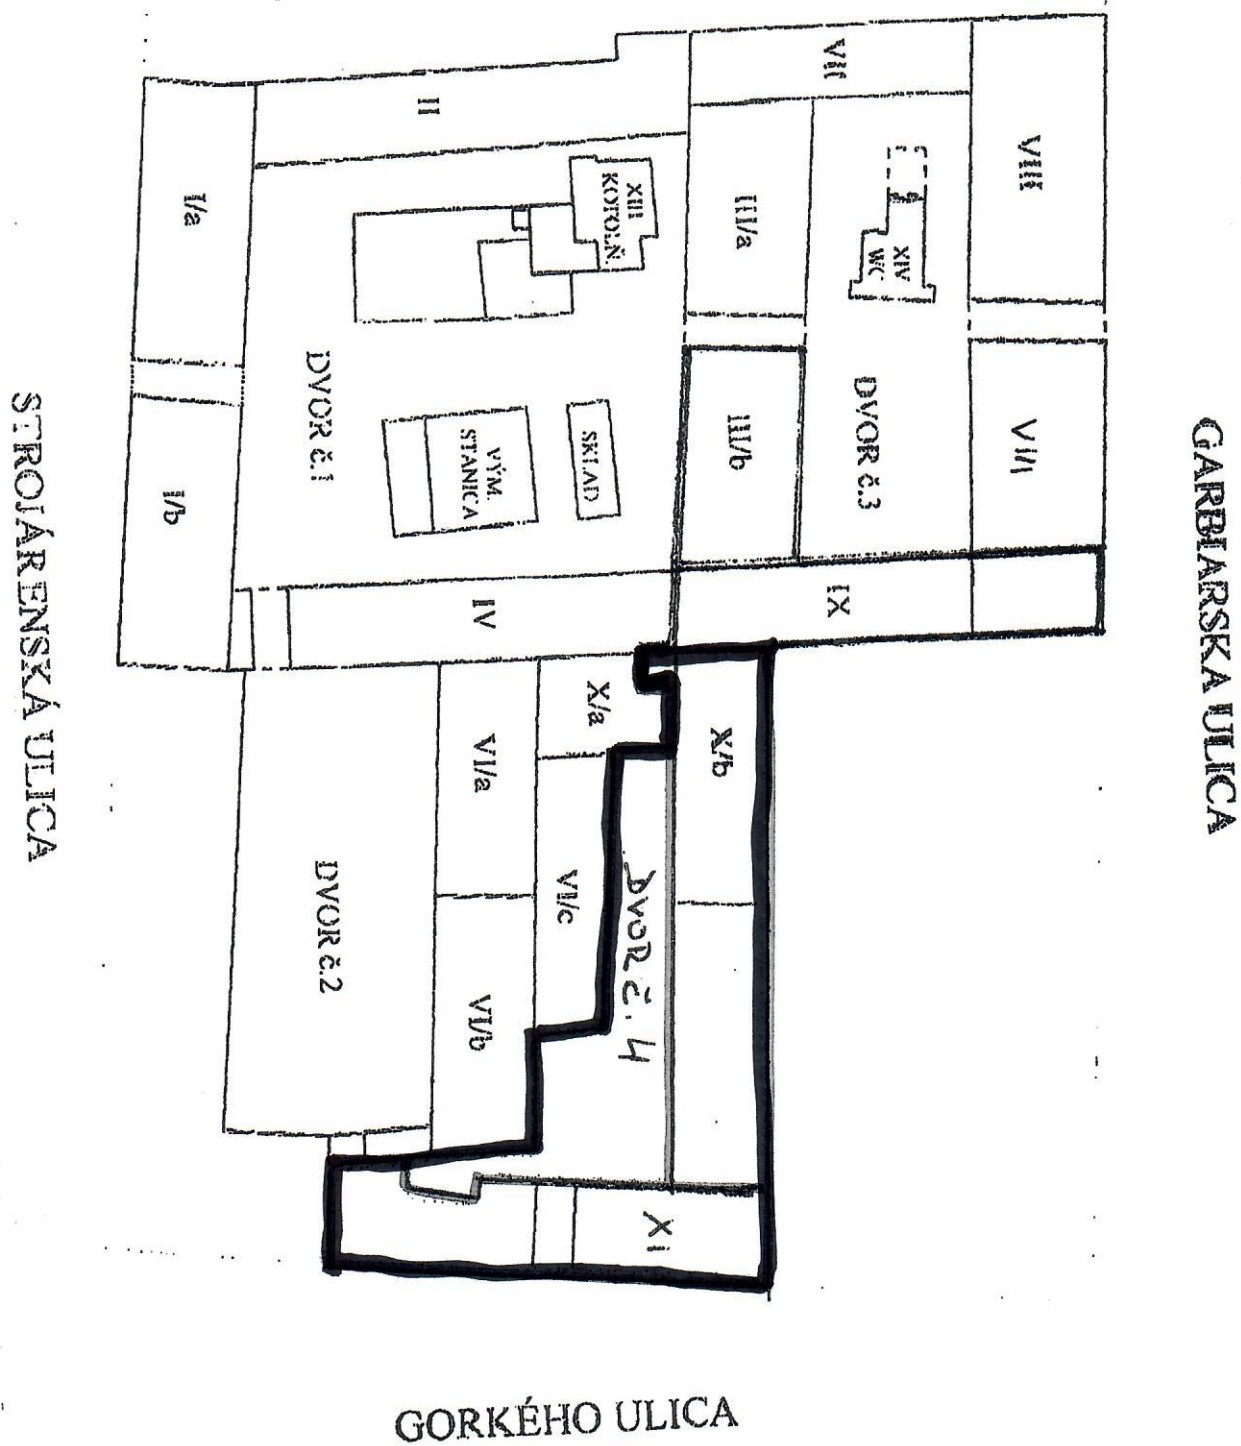 GARBIARSKA ULICA
VIII
VIII
VII
XIV
WC
DVOR č.3
IX
III/a
III/b
XIII
KOTOLŇ.
SKLAD
VÝM.
STANICA
II
DVOR č.1
IV
I/a
I/b
X/a
X/b
VI/a
VI/b
VI/c
DVOR č. 4
DVOR č.2
XI
STROJÁRENSKÁ ULICA
GORKÉHO ULICA